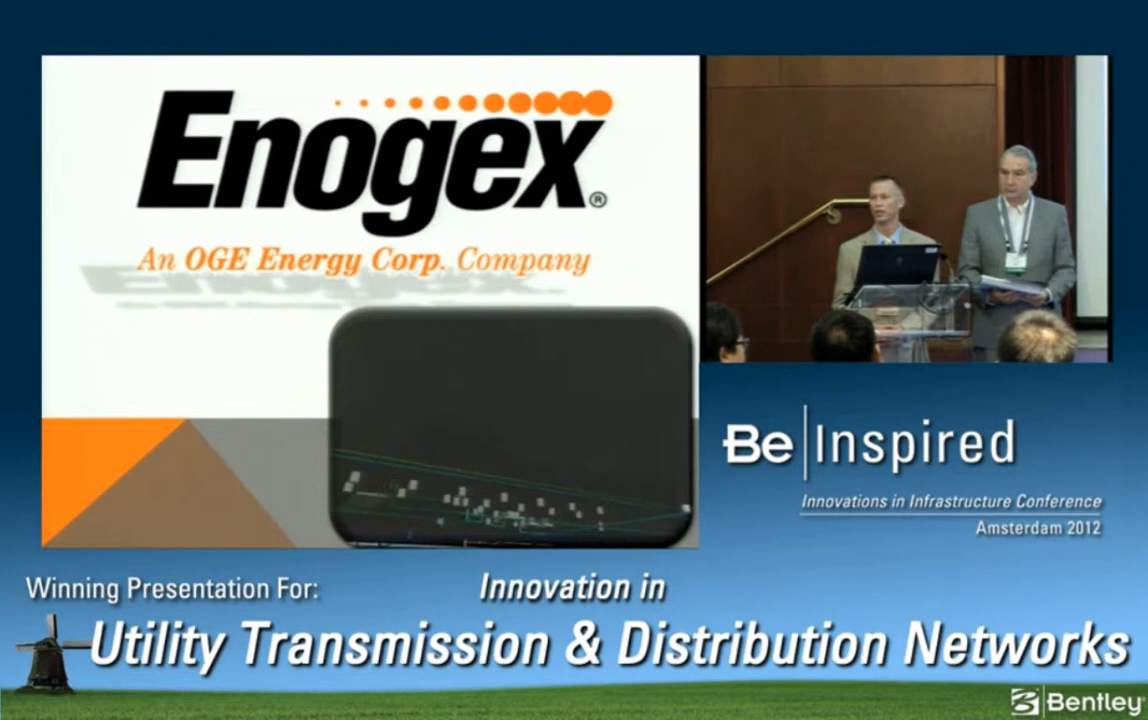 Enogex®
An OGE Energy Corp. Company
Be Inspired
Innovations in Infrastructure Conference
Amsterdam 2012
Winning Presentation For:
Innovation in
Utility Transmission & Distribution Networks
Bentley